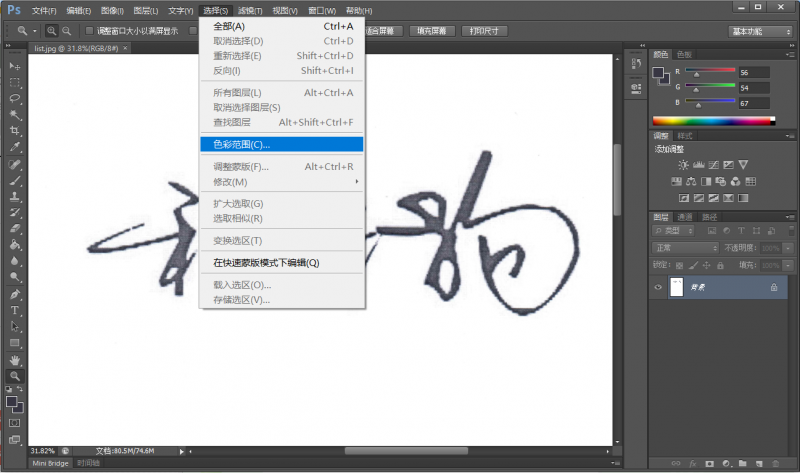 Ps 文件(F) 编辑(E) 图像(I) 图层(L) 文字(Y) 选择(S) 滤镜(T) 视图(V) 窗口(W) 帮助(H)
调整窗口大小以满屏显示 适合屏幕 填充屏幕 打印尺寸 基本功能
list.jpg @ 31.8%(RGB/8#) ×
全部(A) Ctrl+A
取消选择(D) Ctrl+D
重新选择(E) Shift+Ctrl+D
反向(I) Shift+Ctrl+I
所有图层(L) Alt+Ctrl+A
取消选择图层(S)
查找图层 Alt+Shift+Ctrl+F
色彩范围(C)...
调整蒙版(F)... Alt+Ctrl+R
修改(M)
扩大选取(G)
选取相似(R)
变换选区(T)
在快速蒙版模式下编辑(Q)
载入选区(O)...
存储选区(V)...
颜色 色板
R 56
G 54
B 67
调整 样式
添加调整
图层 通道 路径
类型
正常 不透明度: 100%
锁定: 填充: 100%
背景
31.82% 文档:80.5M/74.6M
Mini Bridge 时间轴